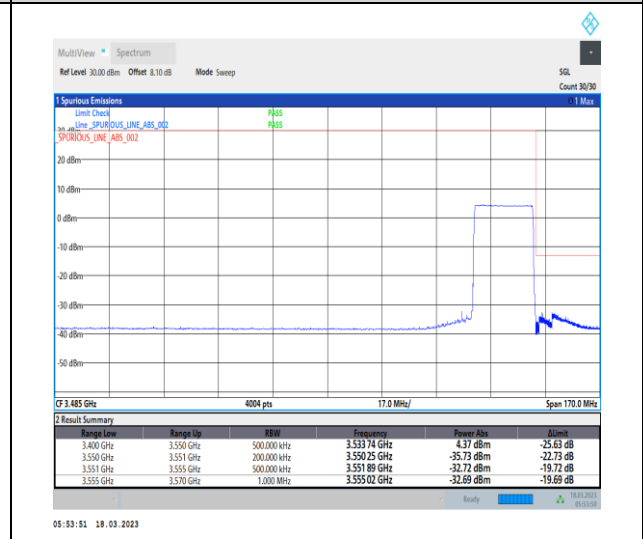 MultiView Spectrum
Ref Level 30.00 dBm Offset 8.10 dB Mode Sweep SGL
Count 30/30
1 Spurious Emissions 1 Max
Limit Check PASS
Line _SPURIOUS_LINE_ABS_002 PASS
30 dBm
_SPURIOUS_LINE_ABS_002
20 dBm
10 dBm
0 dBm
-10 dBm
-20 dBm
-30 dBm
-40 dBm
-50 dBm
CF 3.485 GHz 4004 pts 17.0 MHz/ Span 170.0 MHz
2 Result Summary
Range Low Range Up RBW Frequency Power Abs ΔLimit
3.400 GHz 3.550 GHz 500.000 kHz 3.533 74 GHz 4.37 dBm -25.63 dB
3.550 GHz 3.551 GHz 200.000 kHz 3.550 25 GHz -35.73 dBm -22.73 dB
3.551 GHz 3.555 GHz 500.000 kHz 3.551 89 GHz -32.72 dBm -19.72 dB
3.555 GHz 3.570 GHz 1.000 MHz 3.555 02 GHz -32.69 dBm -19.69 dB
Ready 18.03.2023
05:53:50
05:53:51 18.03.2023